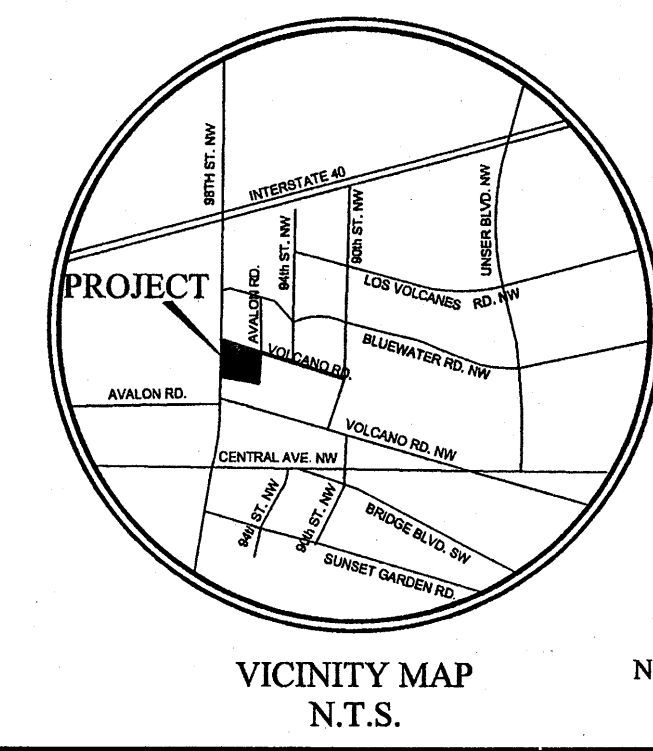 98TH ST. NW
INTERSTATE 40
UNSER BLVD. NW
94th ST. NW
90th ST. NW
PROJECT
AVALON RD.
LOS VOLCANES RD. NW
VOLCANO RD.
BLUEWATER RD. NW
AVALON RD.
VOLCANO RD. NW
CENTRAL AVE. NW
94th ST. NW
90th ST. NW
BRIDGE BLVD. SW
SUNSET GARDEN RD.
VICINITY MAP
N
N.T.S.